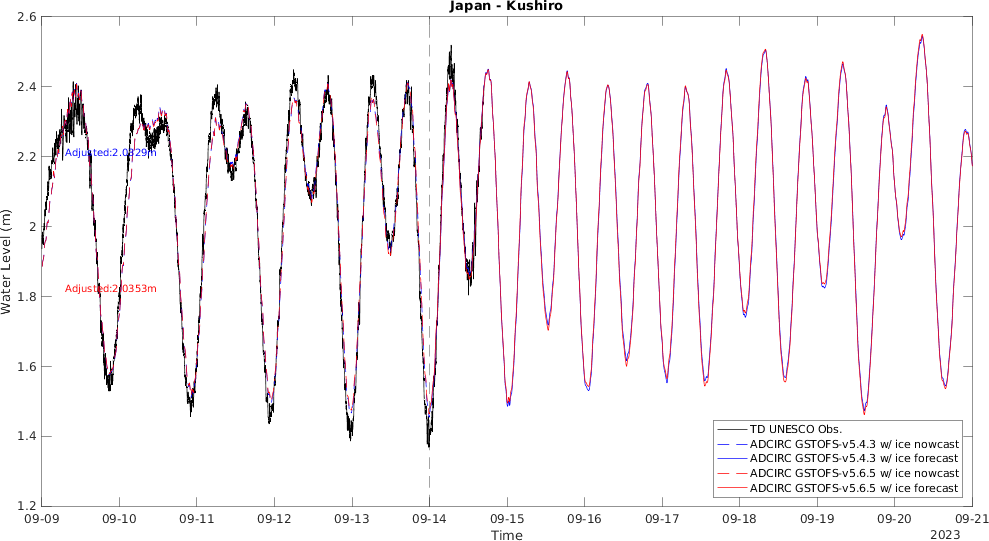 Japan - Kushiro
2.6
2.4
2.2
2
1.8
1.6
1.4
1.2
Water Level (m)
Adjusted:2.0829m
Adjusted:2.0353m
TD UNESCO Obs.
ADCIRC GSTOFS-v5.4.3 w/ ice nowcast
ADCIRC GSTOFS-v5.4.3 w/ ice forecast
ADCIRC GSTOFS-v5.6.5 w/ ice nowcast
ADCIRC GSTOFS-v5.6.5 w/ ice forecast
09-09 09-10 09-11 09-12 09-13 09-14 09-15 09-16 09-17 09-18 09-19 09-20 09-21
Time
2023